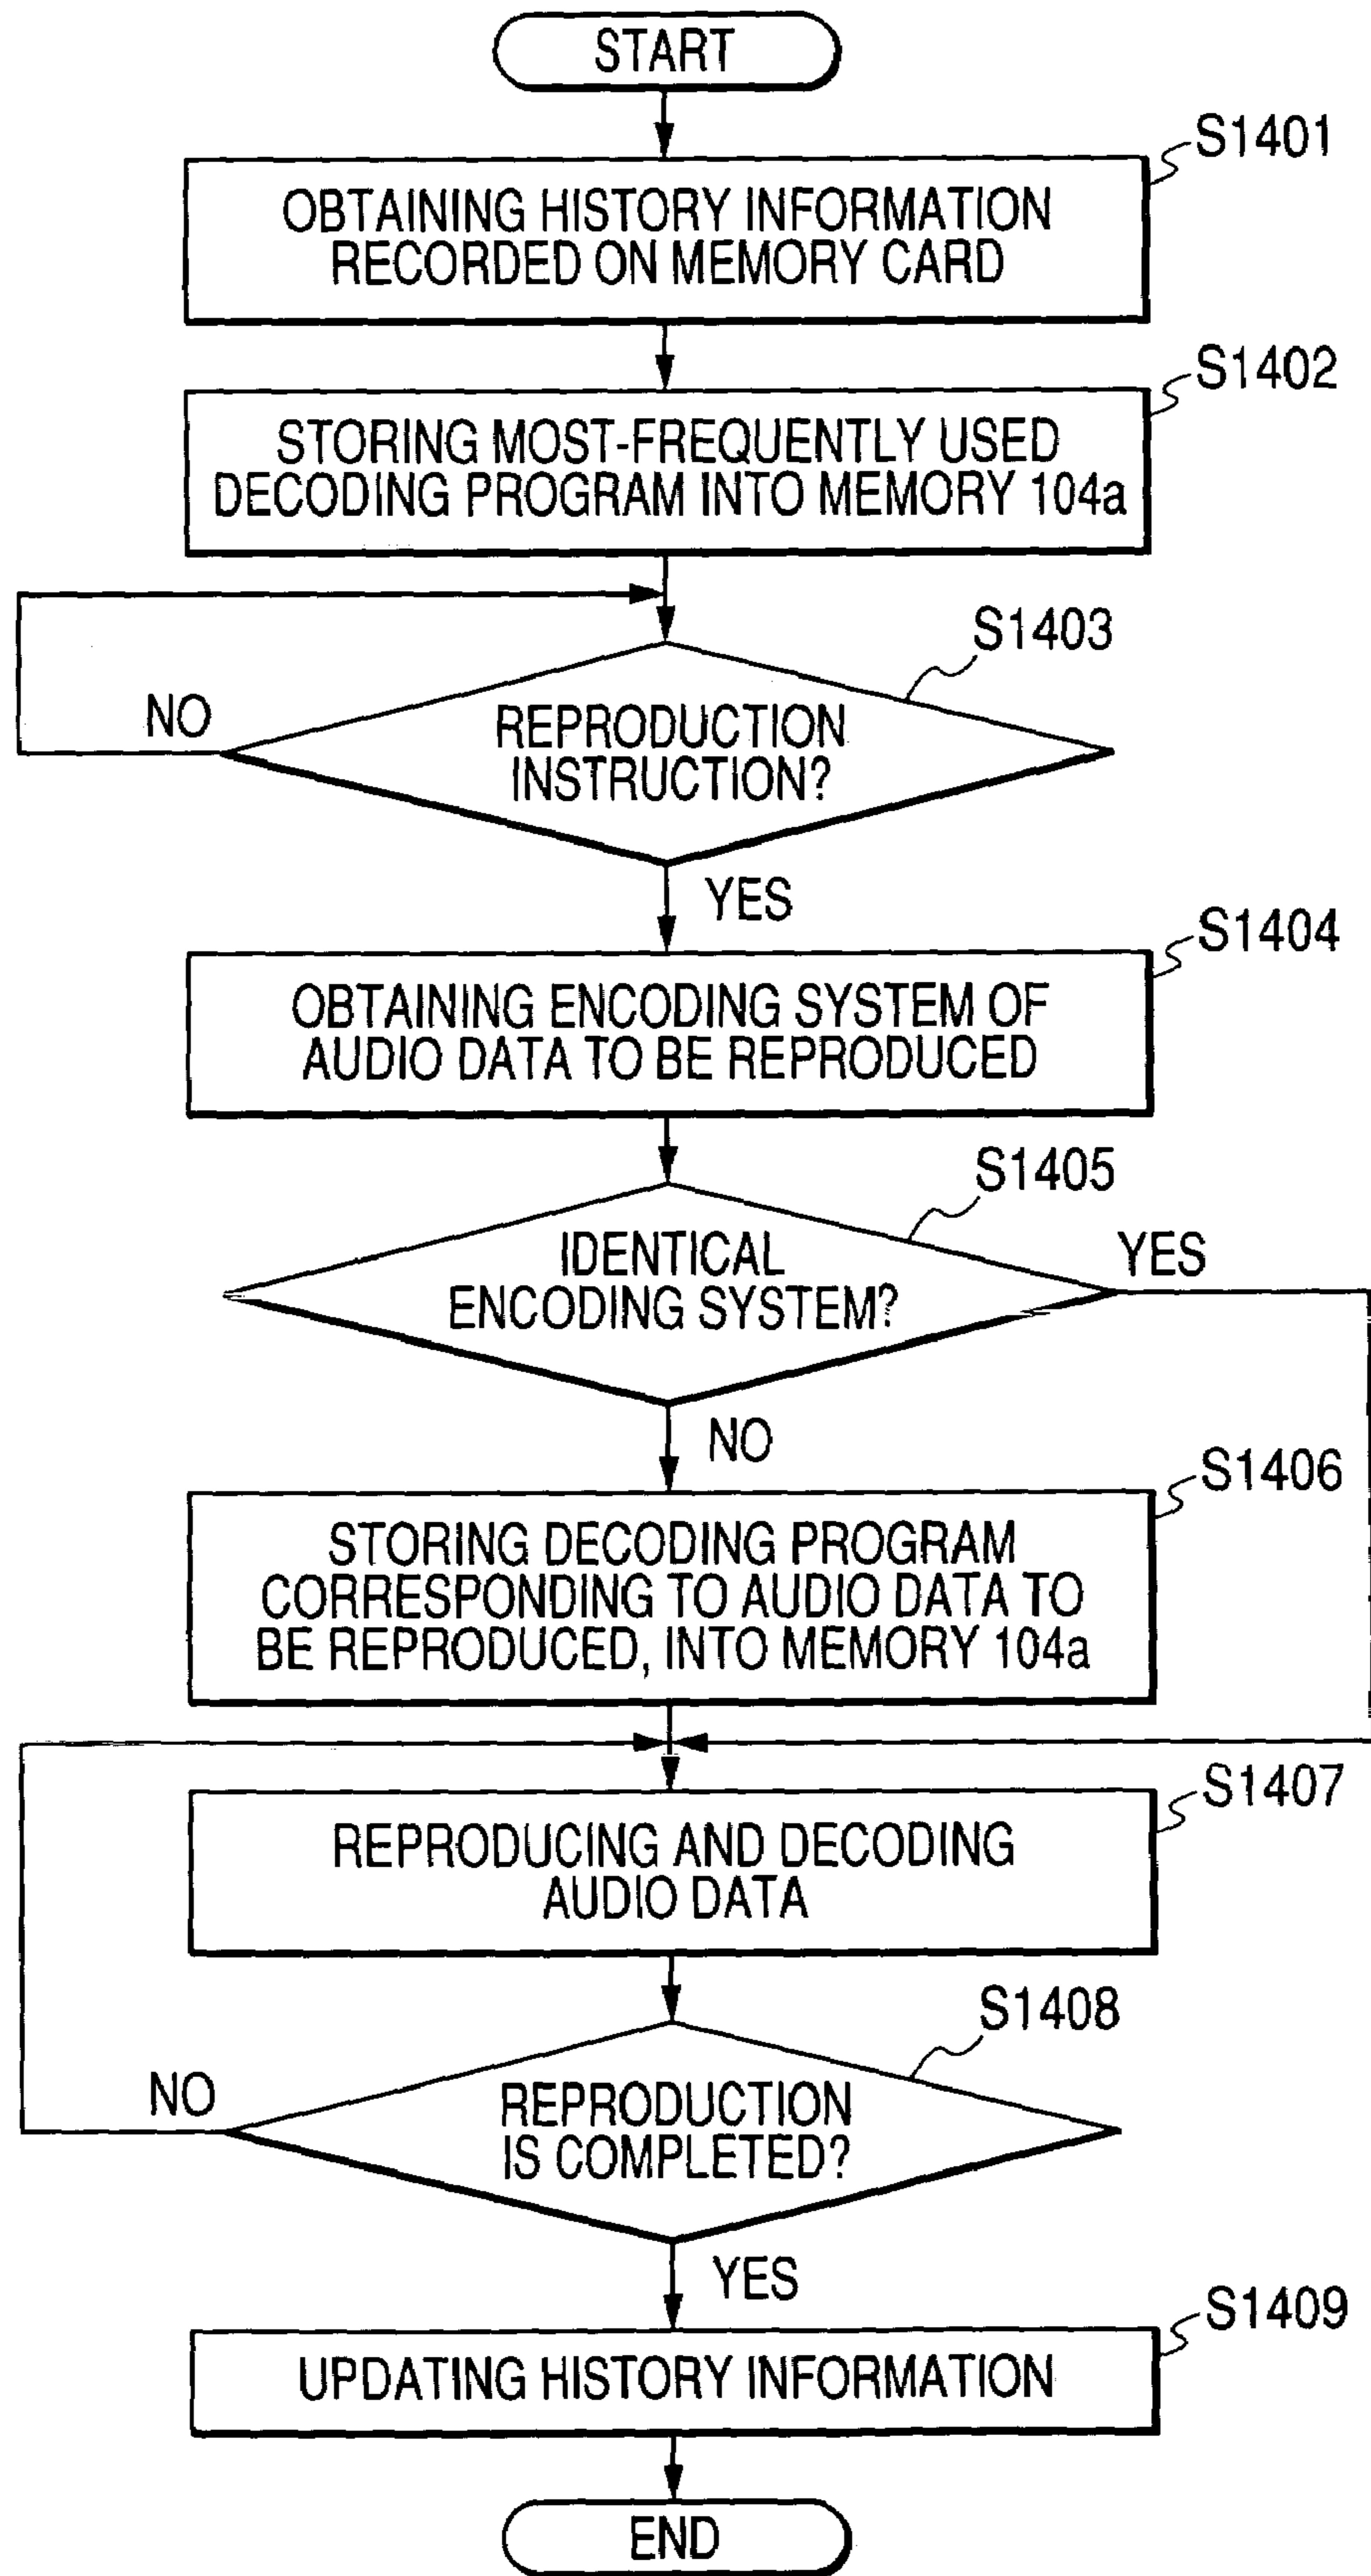 START
S1401
OBTAINING HISTORY INFORMATION
RECORDED ON MEMORY CARD
S1402
STORING MOST-FREQUENTLY USED
DECODING PROGRAM INTO MEMORY 104a
S1403
NO
REPRODUCTION
INSTRUCTION?
YES
S1404
OBTAINING ENCODING SYSTEM OF
AUDIO DATA TO BE REPRODUCED
S1405
IDENTICAL
ENCODING SYSTEM?
YES
NO
S1406
STORING DECODING PROGRAM
CORRESPONDING TO AUDIO DATA TO
BE REPRODUCED, INTO MEMORY 104a
S1407
REPRODUCING AND DECODING
AUDIO DATA
S1408
NO
REPRODUCTION
IS COMPLETED?
YES
S1409
UPDATING HISTORY INFORMATION
END